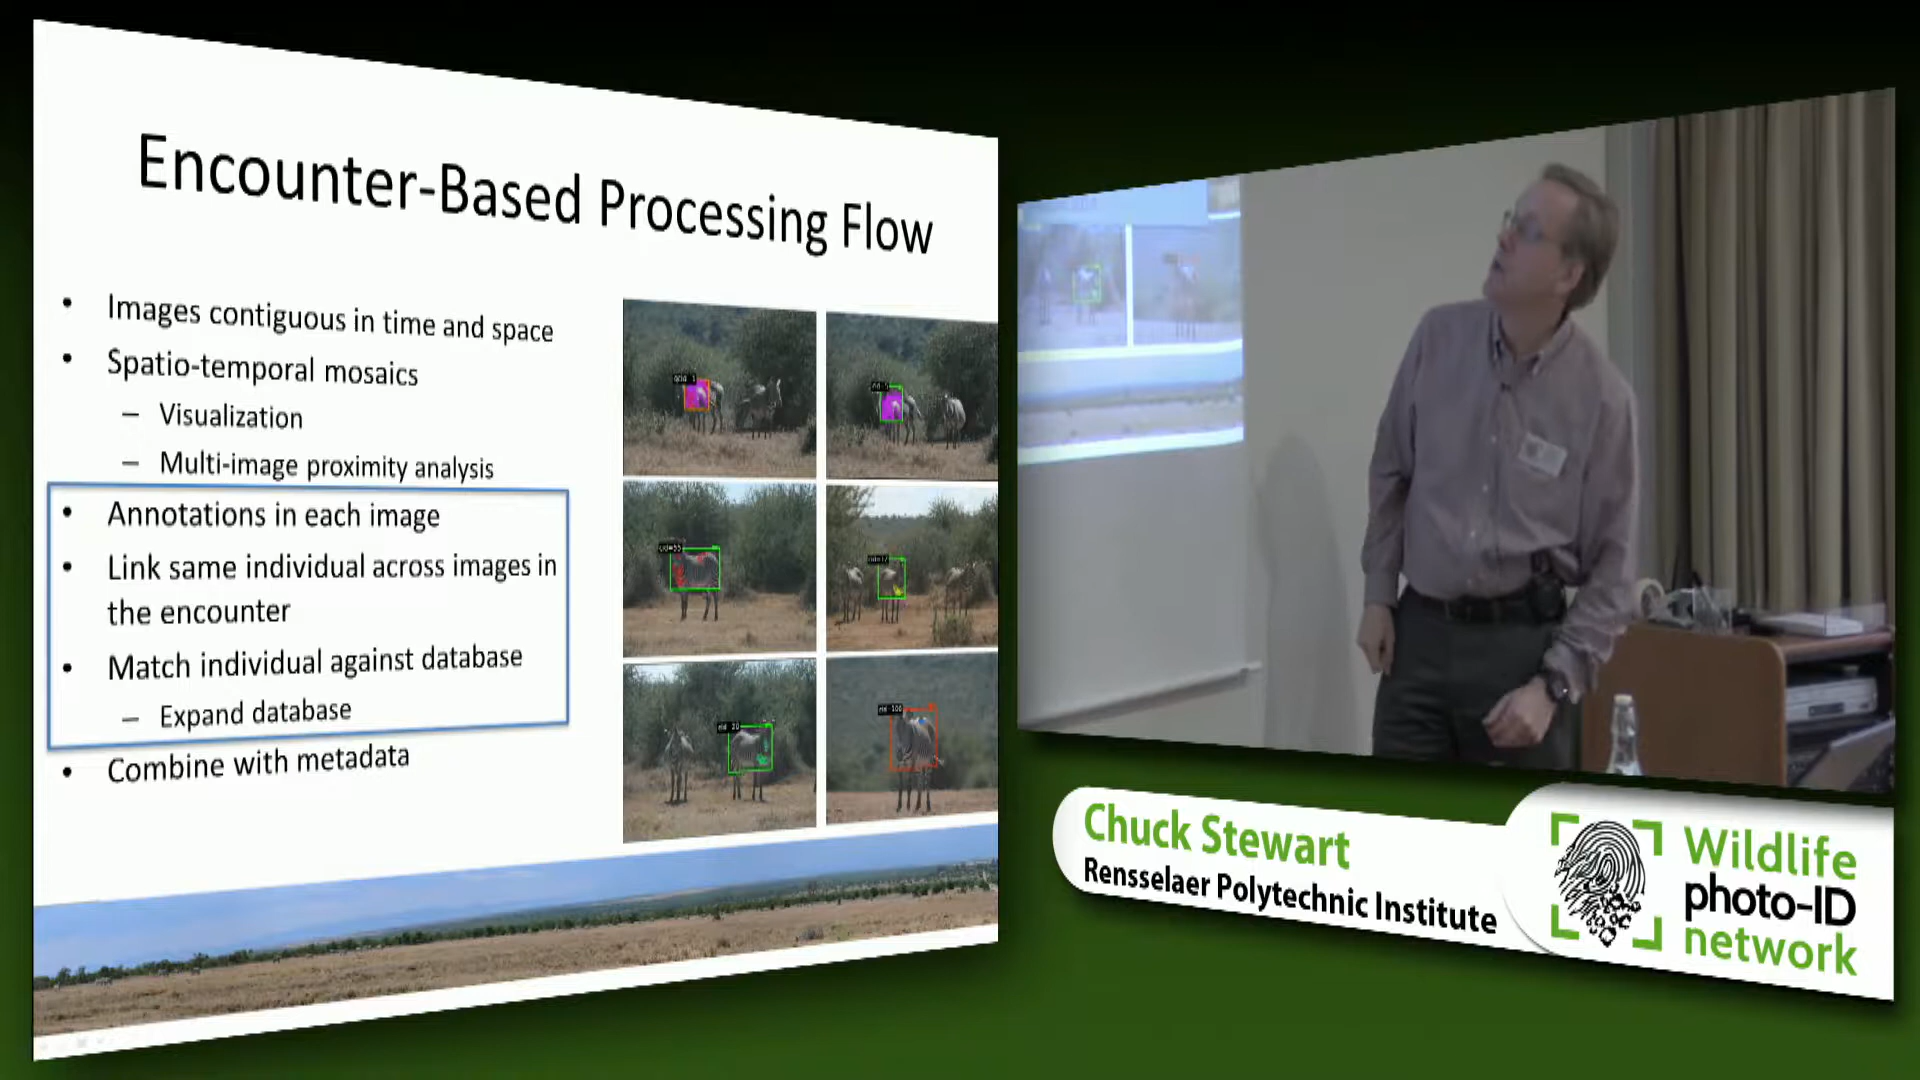 Encounter-Based Processing Flow
• Images contiguous in time and space
• Spatio-temporal mosaics
– Visualization
– Multi-image proximity analysis
• Annotations in each image
• Link same individual across images in
the encounter
• Match individual against database
– Expand database
• Combine with metadata
Chuck Stewart
Rensselaer Polytechnic Institute
Wildlife
photo-ID
network